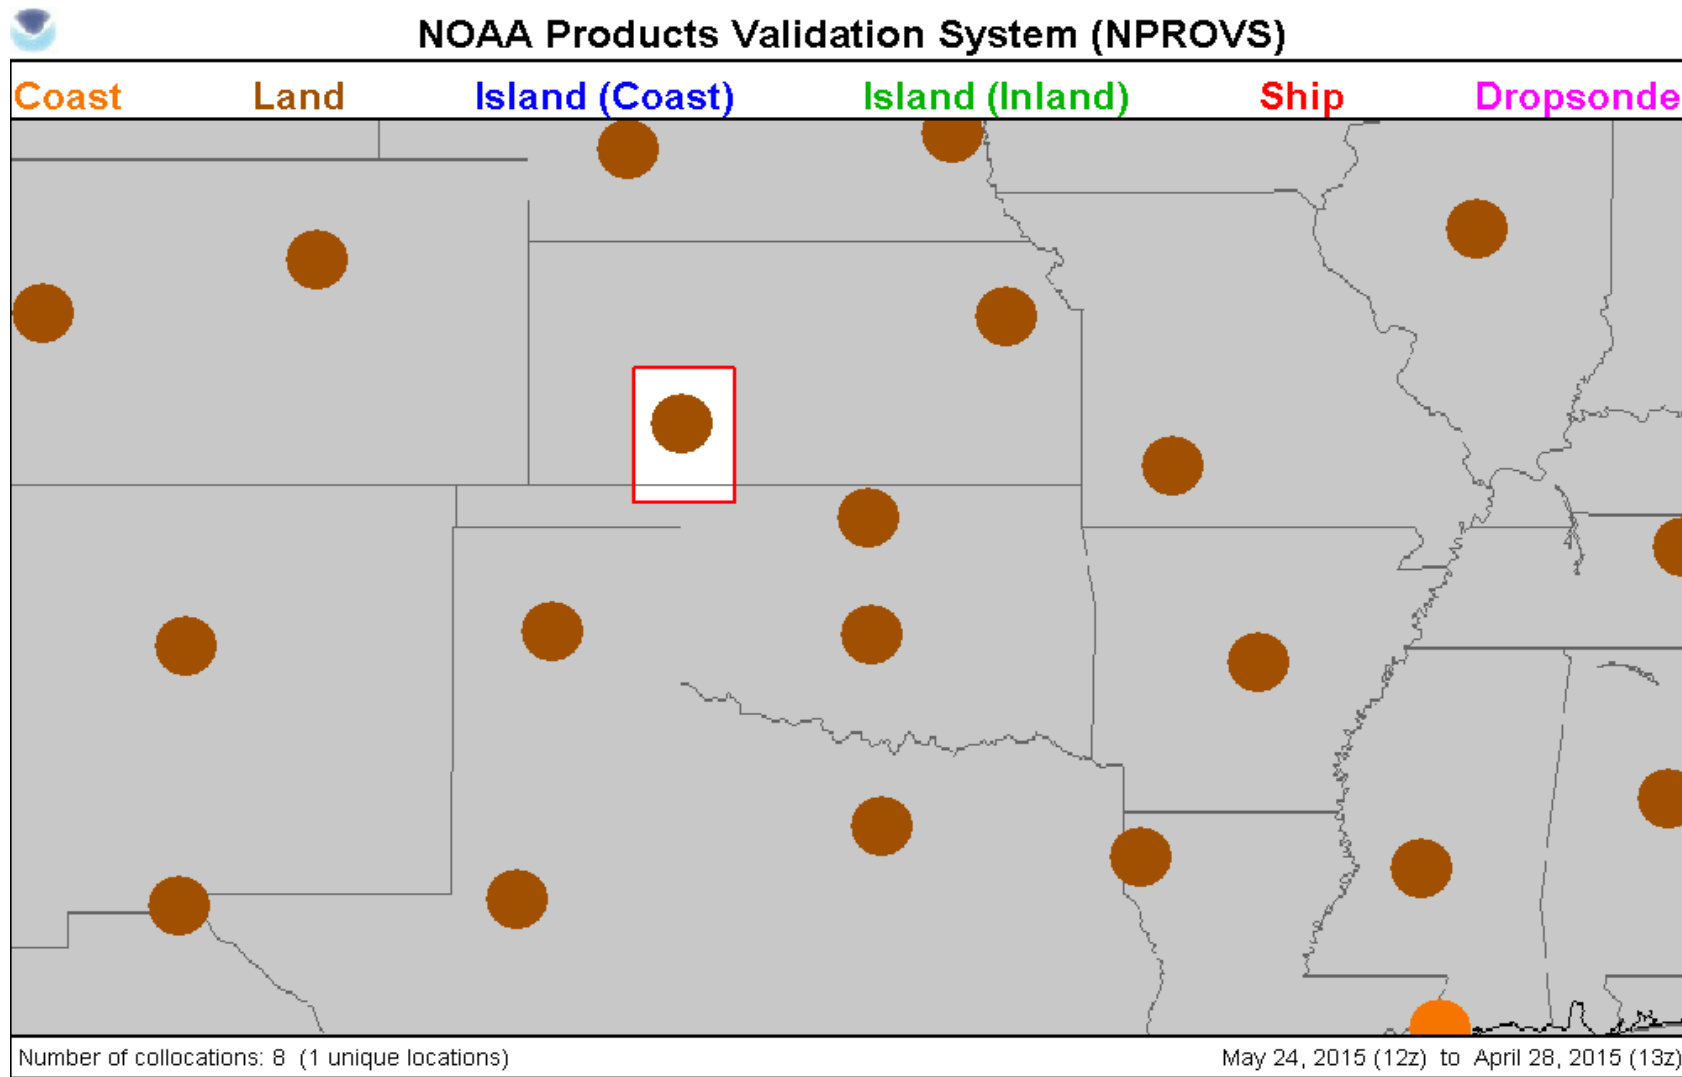 NOAA Products Validation System (NPROVS)
Coast Land Island (Coast) Island (Inland) Ship Dropsonde
Number of collocations: 8 (1 unique locations) May 24, 2015 (12z) to April 28, 2015 (13z)